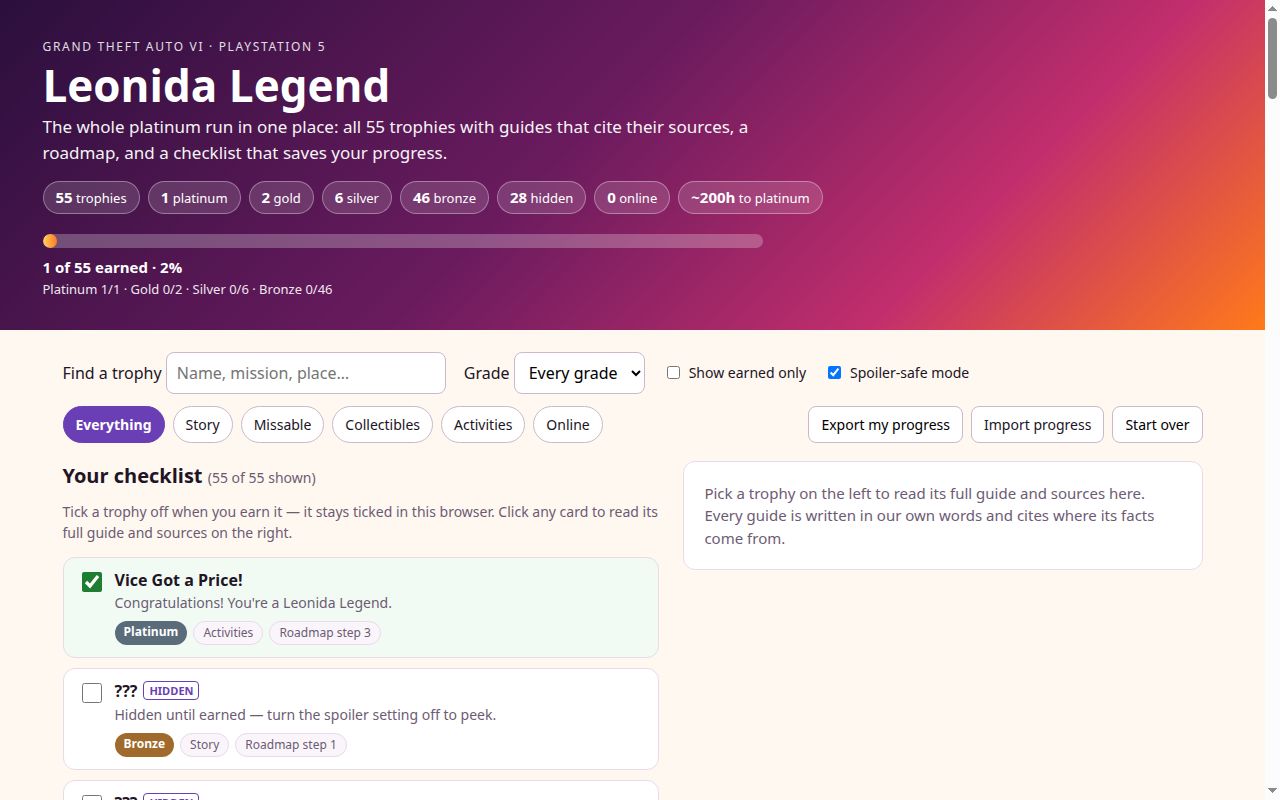 GRAND THEFT AUTO VI · PLAYSTATION 5
Leonida Legend
The whole platinum run in one place: all 55 trophies with guides that cite their sources, a
roadmap, and a checklist that saves your progress.
55 trophies
1 platinum
2 gold
6 silver
46 bronze
28 hidden
0 online
~200h to platinum
1 of 55 earned · 2%
Platinum 1/1 · Gold 0/2 · Silver 0/6 · Bronze 0/46
Find a trophy
Name, mission, place...
Grade
Every grade
Show earned only
Spoiler-safe mode
Everything
Story
Missable
Collectibles
Activities
Online
Export my progress
Import progress
Start over
Your checklist (55 of 55 shown)
Tick a trophy off when you earn it — it stays ticked in this browser. Click any card to read its
full guide and sources on the right.
Vice Got a Price!
Congratulations! You're a Leonida Legend.
Platinum
Activities
Roadmap step 3
??? HIDDEN
Hidden until earned — turn the spoiler setting off to peek.
Bronze
Story
Roadmap step 1
??? HIDDEN
Pick a trophy on the left to read its full guide and sources here.
Every guide is written in our own words and cites where its facts
come from.